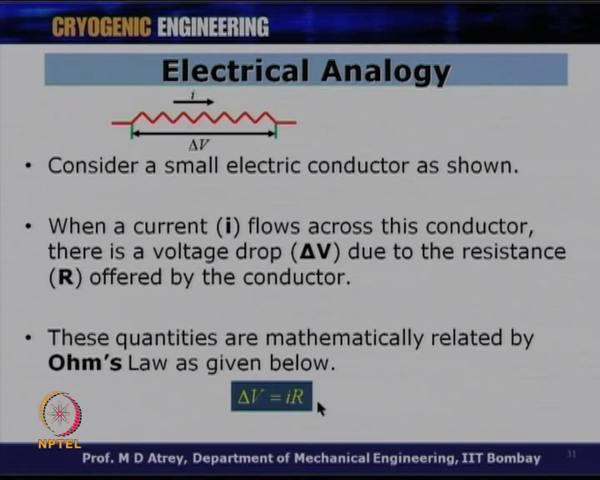 CRYOGENIC ENGINEERING
Electrical Analogy
i
ΔV
• Consider a small electric conductor as shown.
• When a current (i) flows across this conductor,
there is a voltage drop (ΔV) due to the resistance
(R) offered by the conductor.
• These quantities are mathematically related by
Ohm's Law as given below.
ΔV = iR
NPTEL
Prof. M D Atrey, Department of Mechanical Engineering, IIT Bombay
31